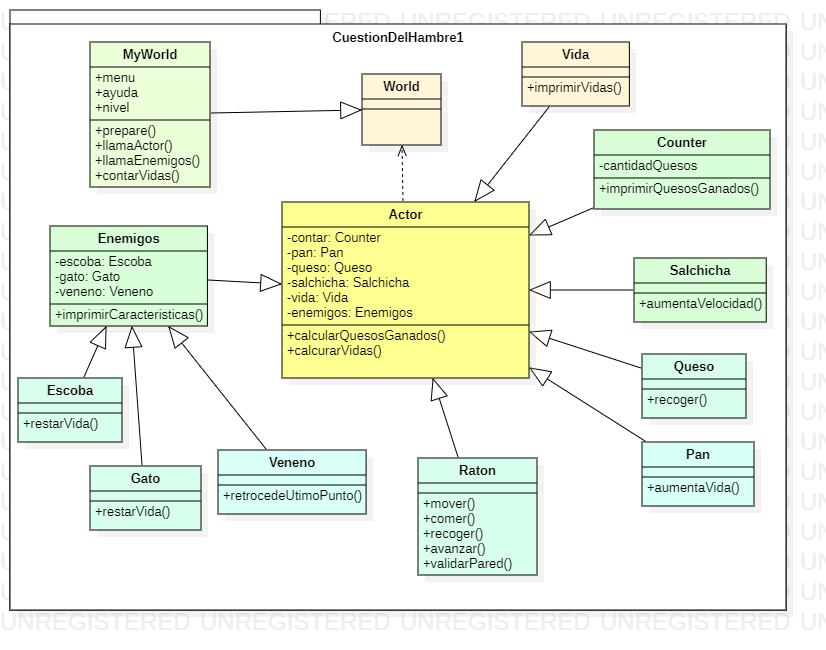 CuestionDelHambre1
MyWorld
+menu
+ayuda
+nivel
+prepare()
+llamaActor()
+llamaEnemigos()
+contarVidas()
World
Vida
+imprimirVidas()
Counter
-cantidadQuesos
+imprimirQuesosGanados()
Actor
-contar: Counter
-pan: Pan
-queso: Queso
-salchicha: Salchicha
-vida: Vida
-enemigos: Enemigos
+calcularQuesosGanados()
+calcurarVidas()
Enemigos
-escoba: Escoba
-gato: Gato
-veneno: Veneno
+imprimirCaracteristicas()
Salchicha
+aumentaVelocidad()
Queso
+recoger()
Escoba
+restarVida()
Gato
+restarVida()
Veneno
+retrocedeUtimoPunto()
Raton
+mover()
+comer()
+recoger()
+avanzar()
+validarPared()
Pan
+aumentaVida()
UNREGISTERED UNREGISTERED UNREGISTERED UNREGISTERED